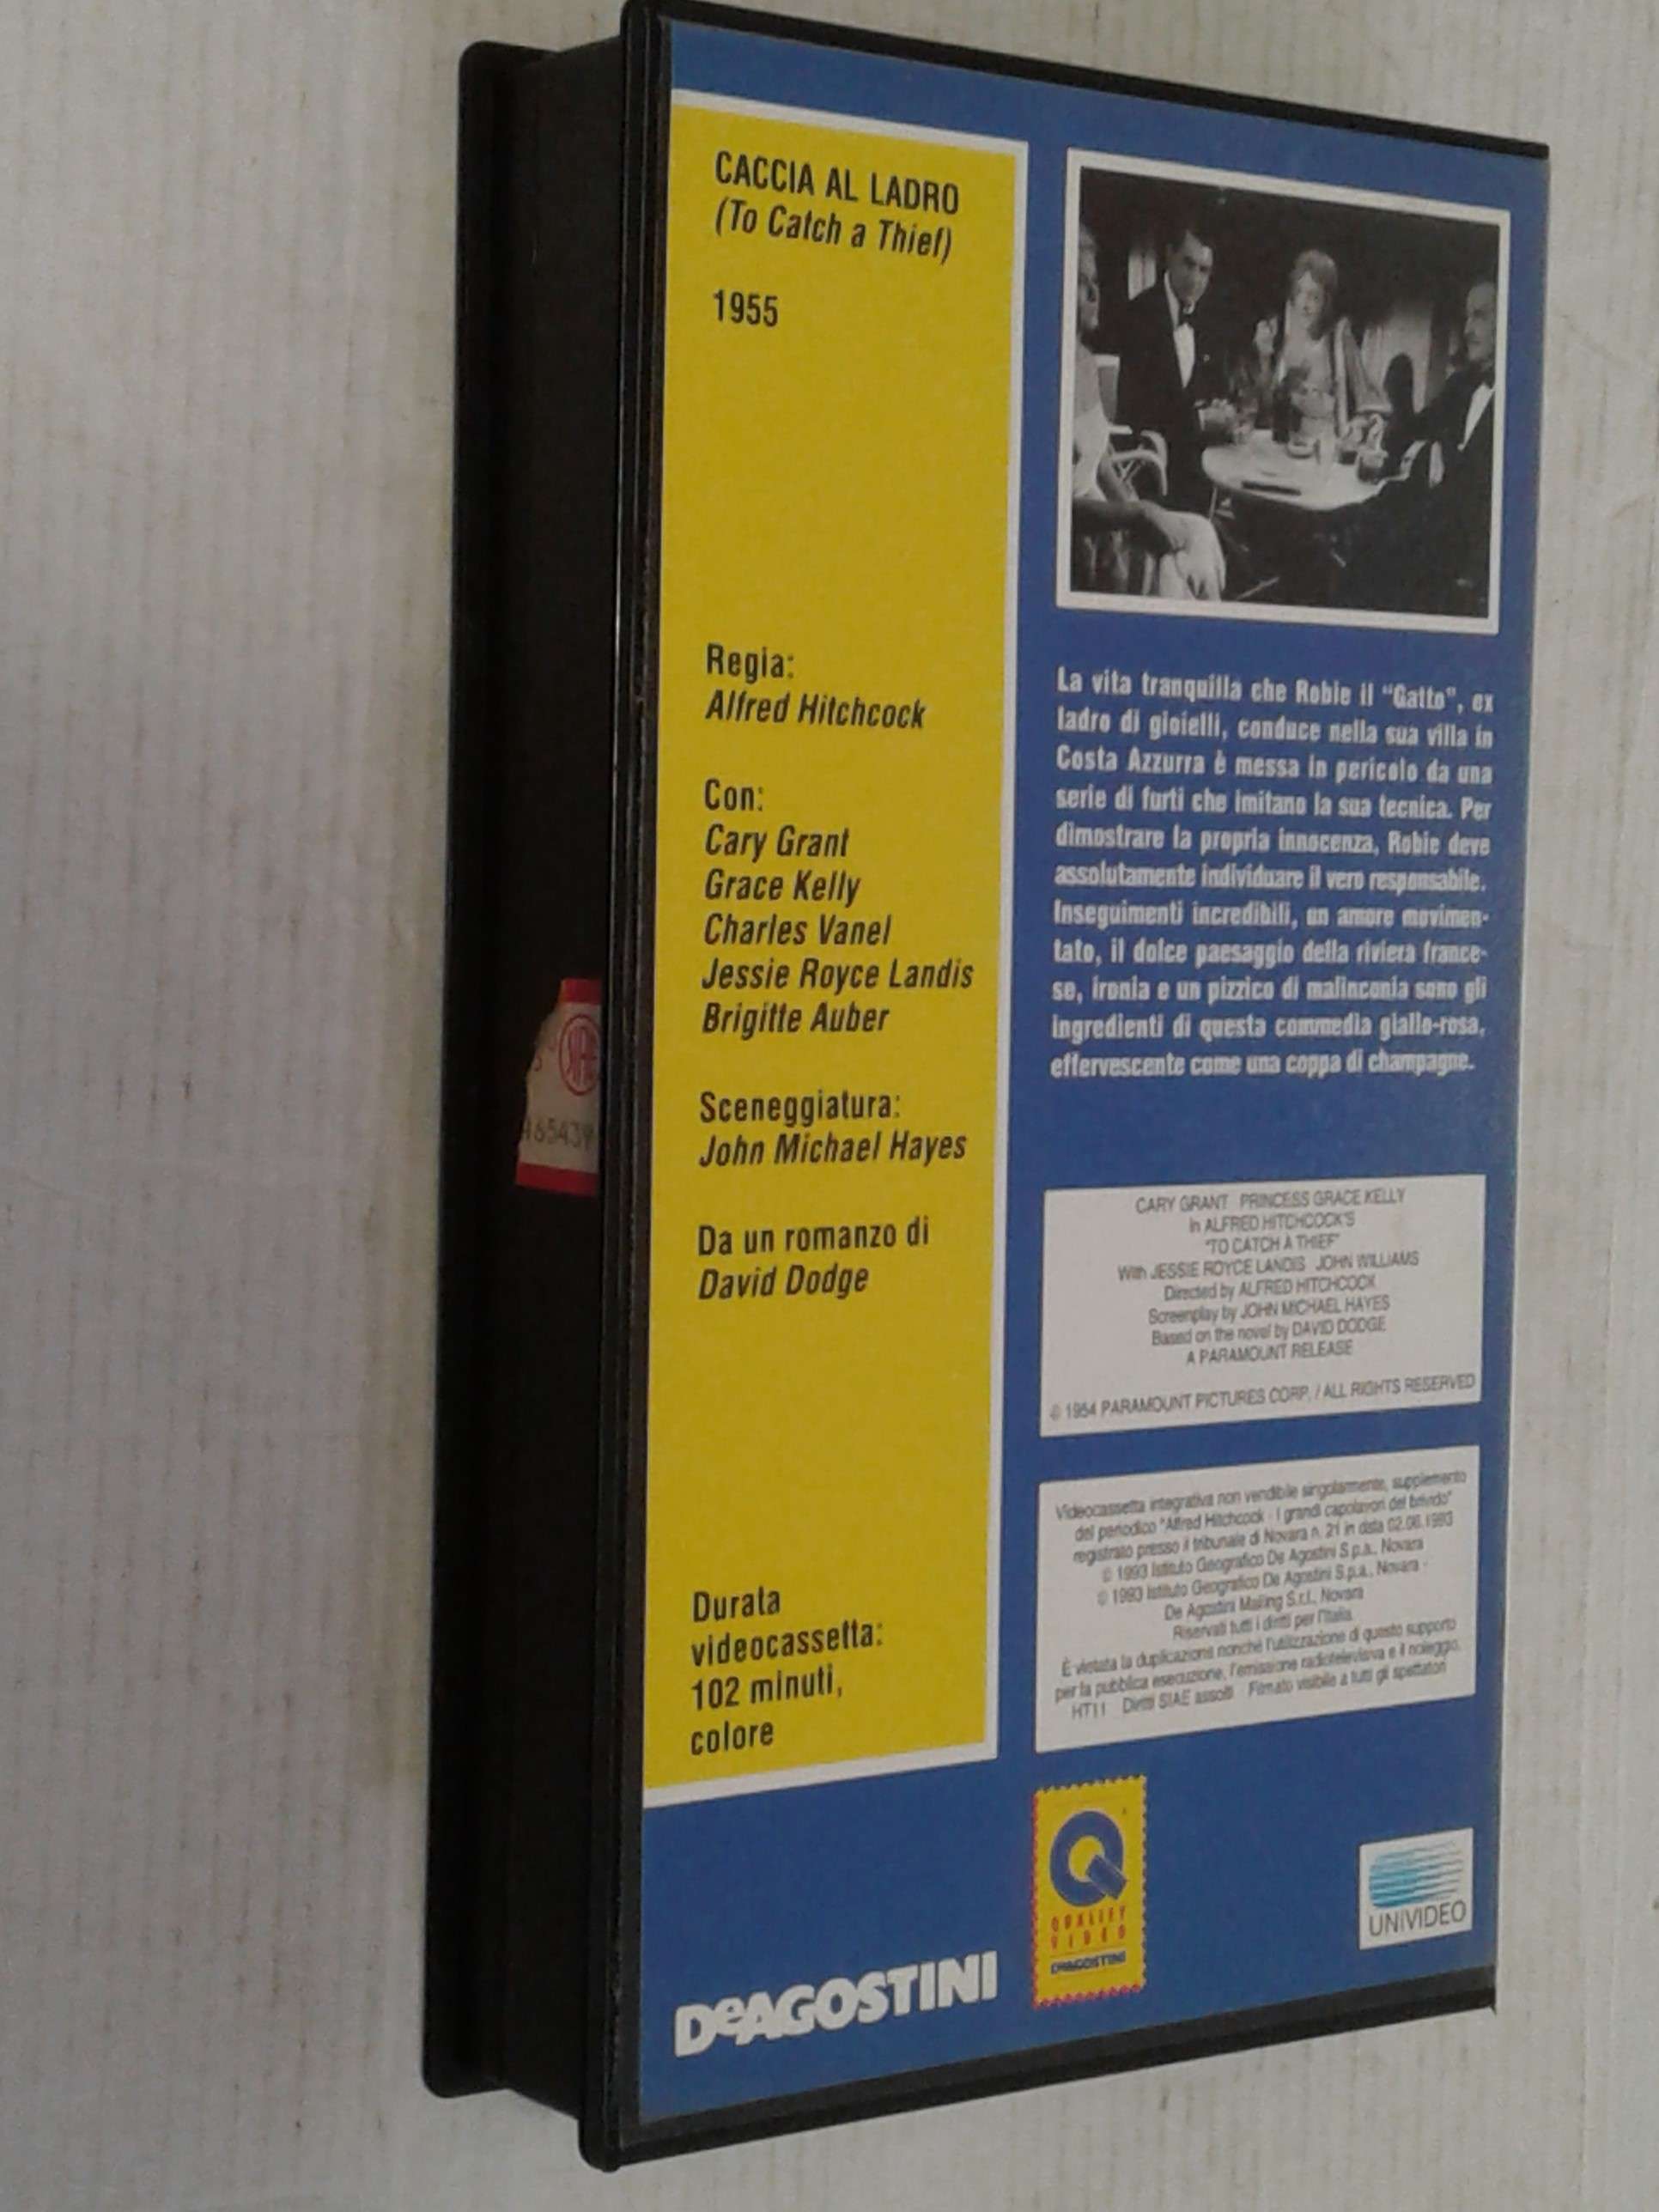 CACCIA AL LADRO
(To Catch a Thief)
1955
Regia:
Alfred Hitchcock
Con:
Cary Grant
Grace Kelly
Charles Vanel
Jessie Royce Landis
Brigitte Auber
Sceneggiatura:
John Michael Hayes
Da un romanzo di
David Dodge
Durata
videocassetta:
102 minuti,
colore
DeAGOSTINI
La vita tranquilla che Robie il "Gatto", ex
ladro di gioielli, conduce nella sua villa in
Costa Azzurra è messa in pericolo da una
serie di furti che imitano la sua tecnica. Per
dimostrare la propria innocenza, Robie deve
assolutamente individuare il vero responsabile.
Inseguimenti incredibili, un amore movimen-
tato, il dolce paesaggio della riviera france-
se, ironia e un pizzico di malinconia sono gli
ingredienti di questa commedia giallo-rosa,
effervescente come una coppa di champagne.
CARY GRANT PRINCESS GRACE KELLY
in ALFRED HITCHCOCK'S
"TO CATCH A THIEF"
With JESSIE ROYCE LANDIS JOHN WILLIAMS
Directed by ALFRED HITCHCOCK
Screenplay by JOHN MICHAEL HAYES
Based on the novel by DAVID DODGE
A PARAMOUNT RELEASE
© 1954 PARAMOUNT PICTURES CORP. / ALL RIGHTS RESERVED
Videocassetta integrativa non vendibile singolarmente, supplemento
del periodico "Alfred Hitchcock - I grandi capolavori del brivido"
registrato presso il tribunale di Novara n. 21 in data 02.06.1993
© 1993 Istituto Geografico De Agostini S.p.a., Novara
© 1993 Istituto Geografico De Agostini S.p.a., Novara -
De Agostini Mailing S.r.l., Novara
Riservati tutti i diritti per l'Italia
È vietata la duplicazione nonché l'utilizzazione di questo supporto
per la pubblica esecuzione, l'emissione radiotelevisiva e il noleggio.
HT11 Diritti SIAE assolti Filmato visibile a tutti gli spettatori
Q
QUALITY
VIDEO
DeAGOSTINI
UNIVIDEO